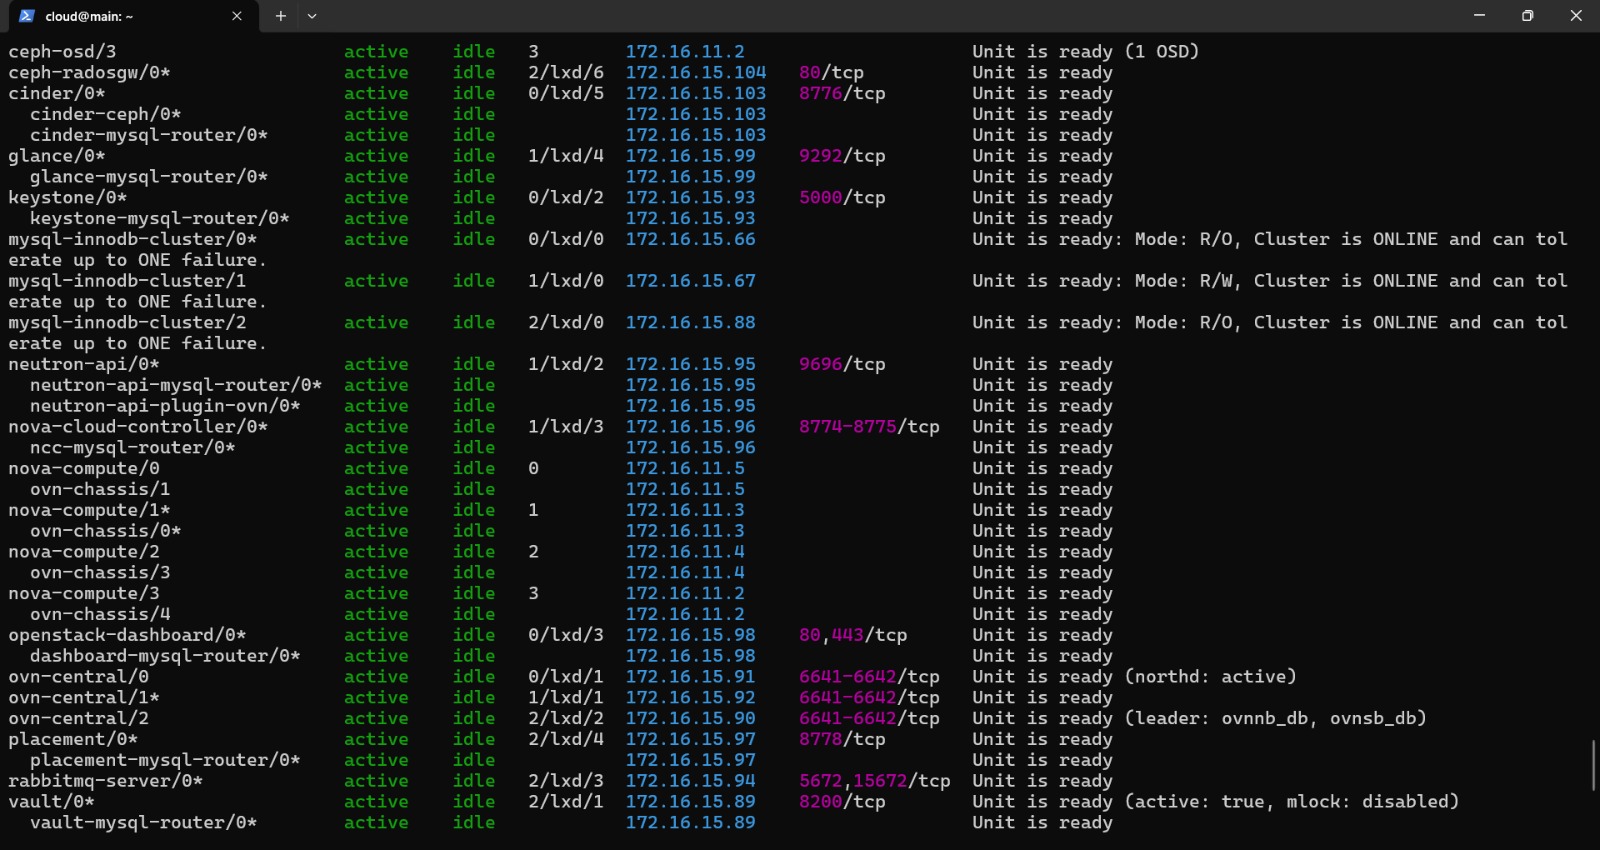 cloud@main: ~
ceph-osd/3 active idle 3 172.16.11.2 Unit is ready (1 OSD)
ceph-radosgw/0* active idle 2/lxd/6 172.16.15.104 80/tcp Unit is ready
cinder/0* active idle 0/lxd/5 172.16.15.103 8776/tcp Unit is ready
cinder-ceph/0* active idle 172.16.15.103 Unit is ready
cinder-mysql-router/0* active idle 172.16.15.103 Unit is ready
glance/0* active idle 1/lxd/4 172.16.15.99 9292/tcp Unit is ready
glance-mysql-router/0* active idle 172.16.15.99 Unit is ready
keystone/0* active idle 0/lxd/2 172.16.15.93 5000/tcp Unit is ready
keystone-mysql-router/0* active idle 172.16.15.93 Unit is ready
mysql-innodb-cluster/0* active idle 0/lxd/0 172.16.15.66 Unit is ready: Mode: R/O, Cluster is ONLINE and can tol
erate up to ONE failure.
mysql-innodb-cluster/1 active idle 1/lxd/0 172.16.15.67 Unit is ready: Mode: R/W, Cluster is ONLINE and can tol
erate up to ONE failure.
mysql-innodb-cluster/2 active idle 2/lxd/0 172.16.15.88 Unit is ready: Mode: R/O, Cluster is ONLINE and can tol
erate up to ONE failure.
neutron-api/0* active idle 1/lxd/2 172.16.15.95 9696/tcp Unit is ready
neutron-api-mysql-router/0* active idle 172.16.15.95 Unit is ready
neutron-api-plugin-ovn/0* active idle 172.16.15.95 Unit is ready
nova-cloud-controller/0* active idle 1/lxd/3 172.16.15.96 8774-8775/tcp Unit is ready
ncc-mysql-router/0* active idle 172.16.15.96 Unit is ready
nova-compute/0 active idle 0 172.16.11.5 Unit is ready
ovn-chassis/1 active idle 172.16.11.5 Unit is ready
nova-compute/1* active idle 1 172.16.11.3 Unit is ready
ovn-chassis/0* active idle 172.16.11.3 Unit is ready
nova-compute/2 active idle 2 172.16.11.4 Unit is ready
ovn-chassis/3 active idle 172.16.11.4 Unit is ready
nova-compute/3 active idle 3 172.16.11.2 Unit is ready
ovn-chassis/4 active idle 172.16.11.2 Unit is ready
openstack-dashboard/0* active idle 0/lxd/3 172.16.15.98 80,443/tcp Unit is ready
dashboard-mysql-router/0* active idle 172.16.15.98 Unit is ready
ovn-central/0 active idle 0/lxd/1 172.16.15.91 6641-6642/tcp Unit is ready (northd: active)
ovn-central/1* active idle 1/lxd/1 172.16.15.92 6641-6642/tcp Unit is ready
ovn-central/2 active idle 2/lxd/2 172.16.15.90 6641-6642/tcp Unit is ready (leader: ovnnb_db, ovnsb_db)
placement/0* active idle 2/lxd/4 172.16.15.97 8778/tcp Unit is ready
placement-mysql-router/0* active idle 172.16.15.97 Unit is ready
rabbitmq-server/0* active idle 2/lxd/3 172.16.15.94 5672,15672/tcp Unit is ready
vault/0* active idle 2/lxd/1 172.16.15.89 8200/tcp Unit is ready (active: true, mlock: disabled)
vault-mysql-router/0* active idle 172.16.15.89 Unit is ready